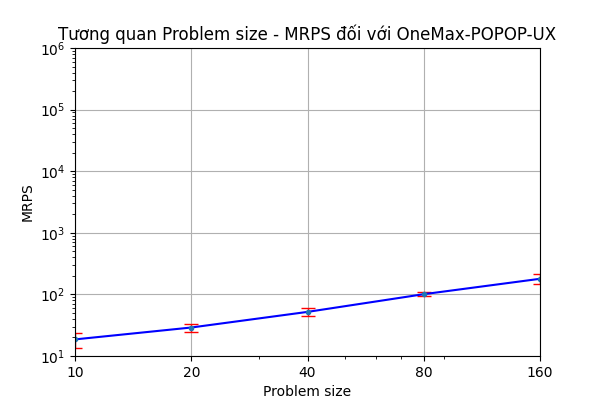 Tương quan Problem size - MRPS đối với OneMax-POPOP-UX
10⁶
10⁵
10⁴
10³
10²
10¹
MRPS
10 20 40 80 160
Problem size